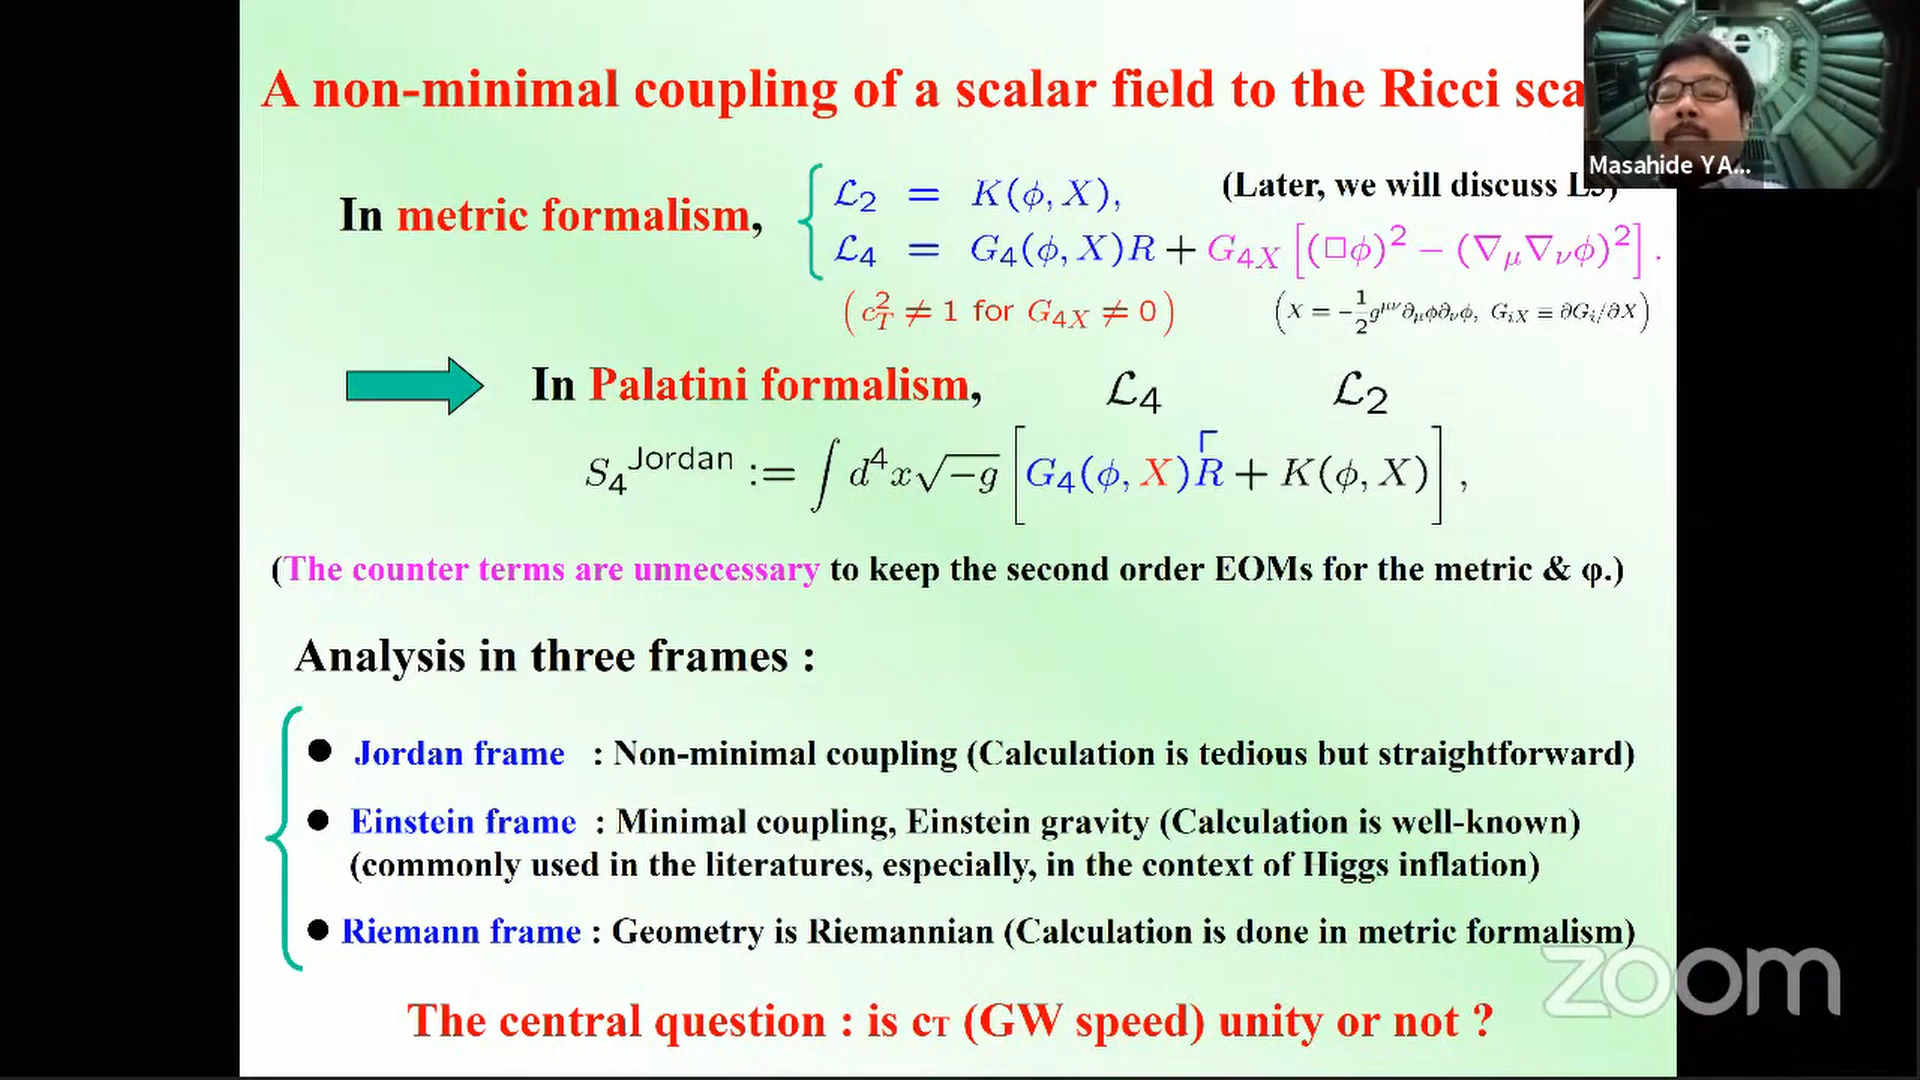 A non-minimal coupling of a scalar field to the Ricci sca
Masahide YA...
In metric formalism,
(Later, we will discuss L5)
ℒ₂ = K(ϕ, X),
ℒ₄ = G₄(ϕ, X)R + G₄X [(□ϕ)² − (∇μ∇νϕ)²] .
(c²_T ≠ 1 for G₄X ≠ 0)
(X = −½ g^μν ∂μϕ∂νϕ, G_iX ≡ ∂G_i/∂X)
In Palatini formalism,
ℒ₄ ℒ₂
S₄^Jordan := ∫ d⁴x√−g [G₄(ϕ, X)R^Γ + K(ϕ, X)] ,
(The counter terms are unnecessary to keep the second order EOMs for the metric & φ.)
Analysis in three frames :
● Jordan frame : Non-minimal coupling (Calculation is tedious but straightforward)
● Einstein frame : Minimal coupling, Einstein gravity (Calculation is well-known)
(commonly used in the literatures, especially, in the context of Higgs inflation)
● Riemann frame : Geometry is Riemannian (Calculation is done in metric formalism)
zoom
The central question : is cT (GW speed) unity or not ?